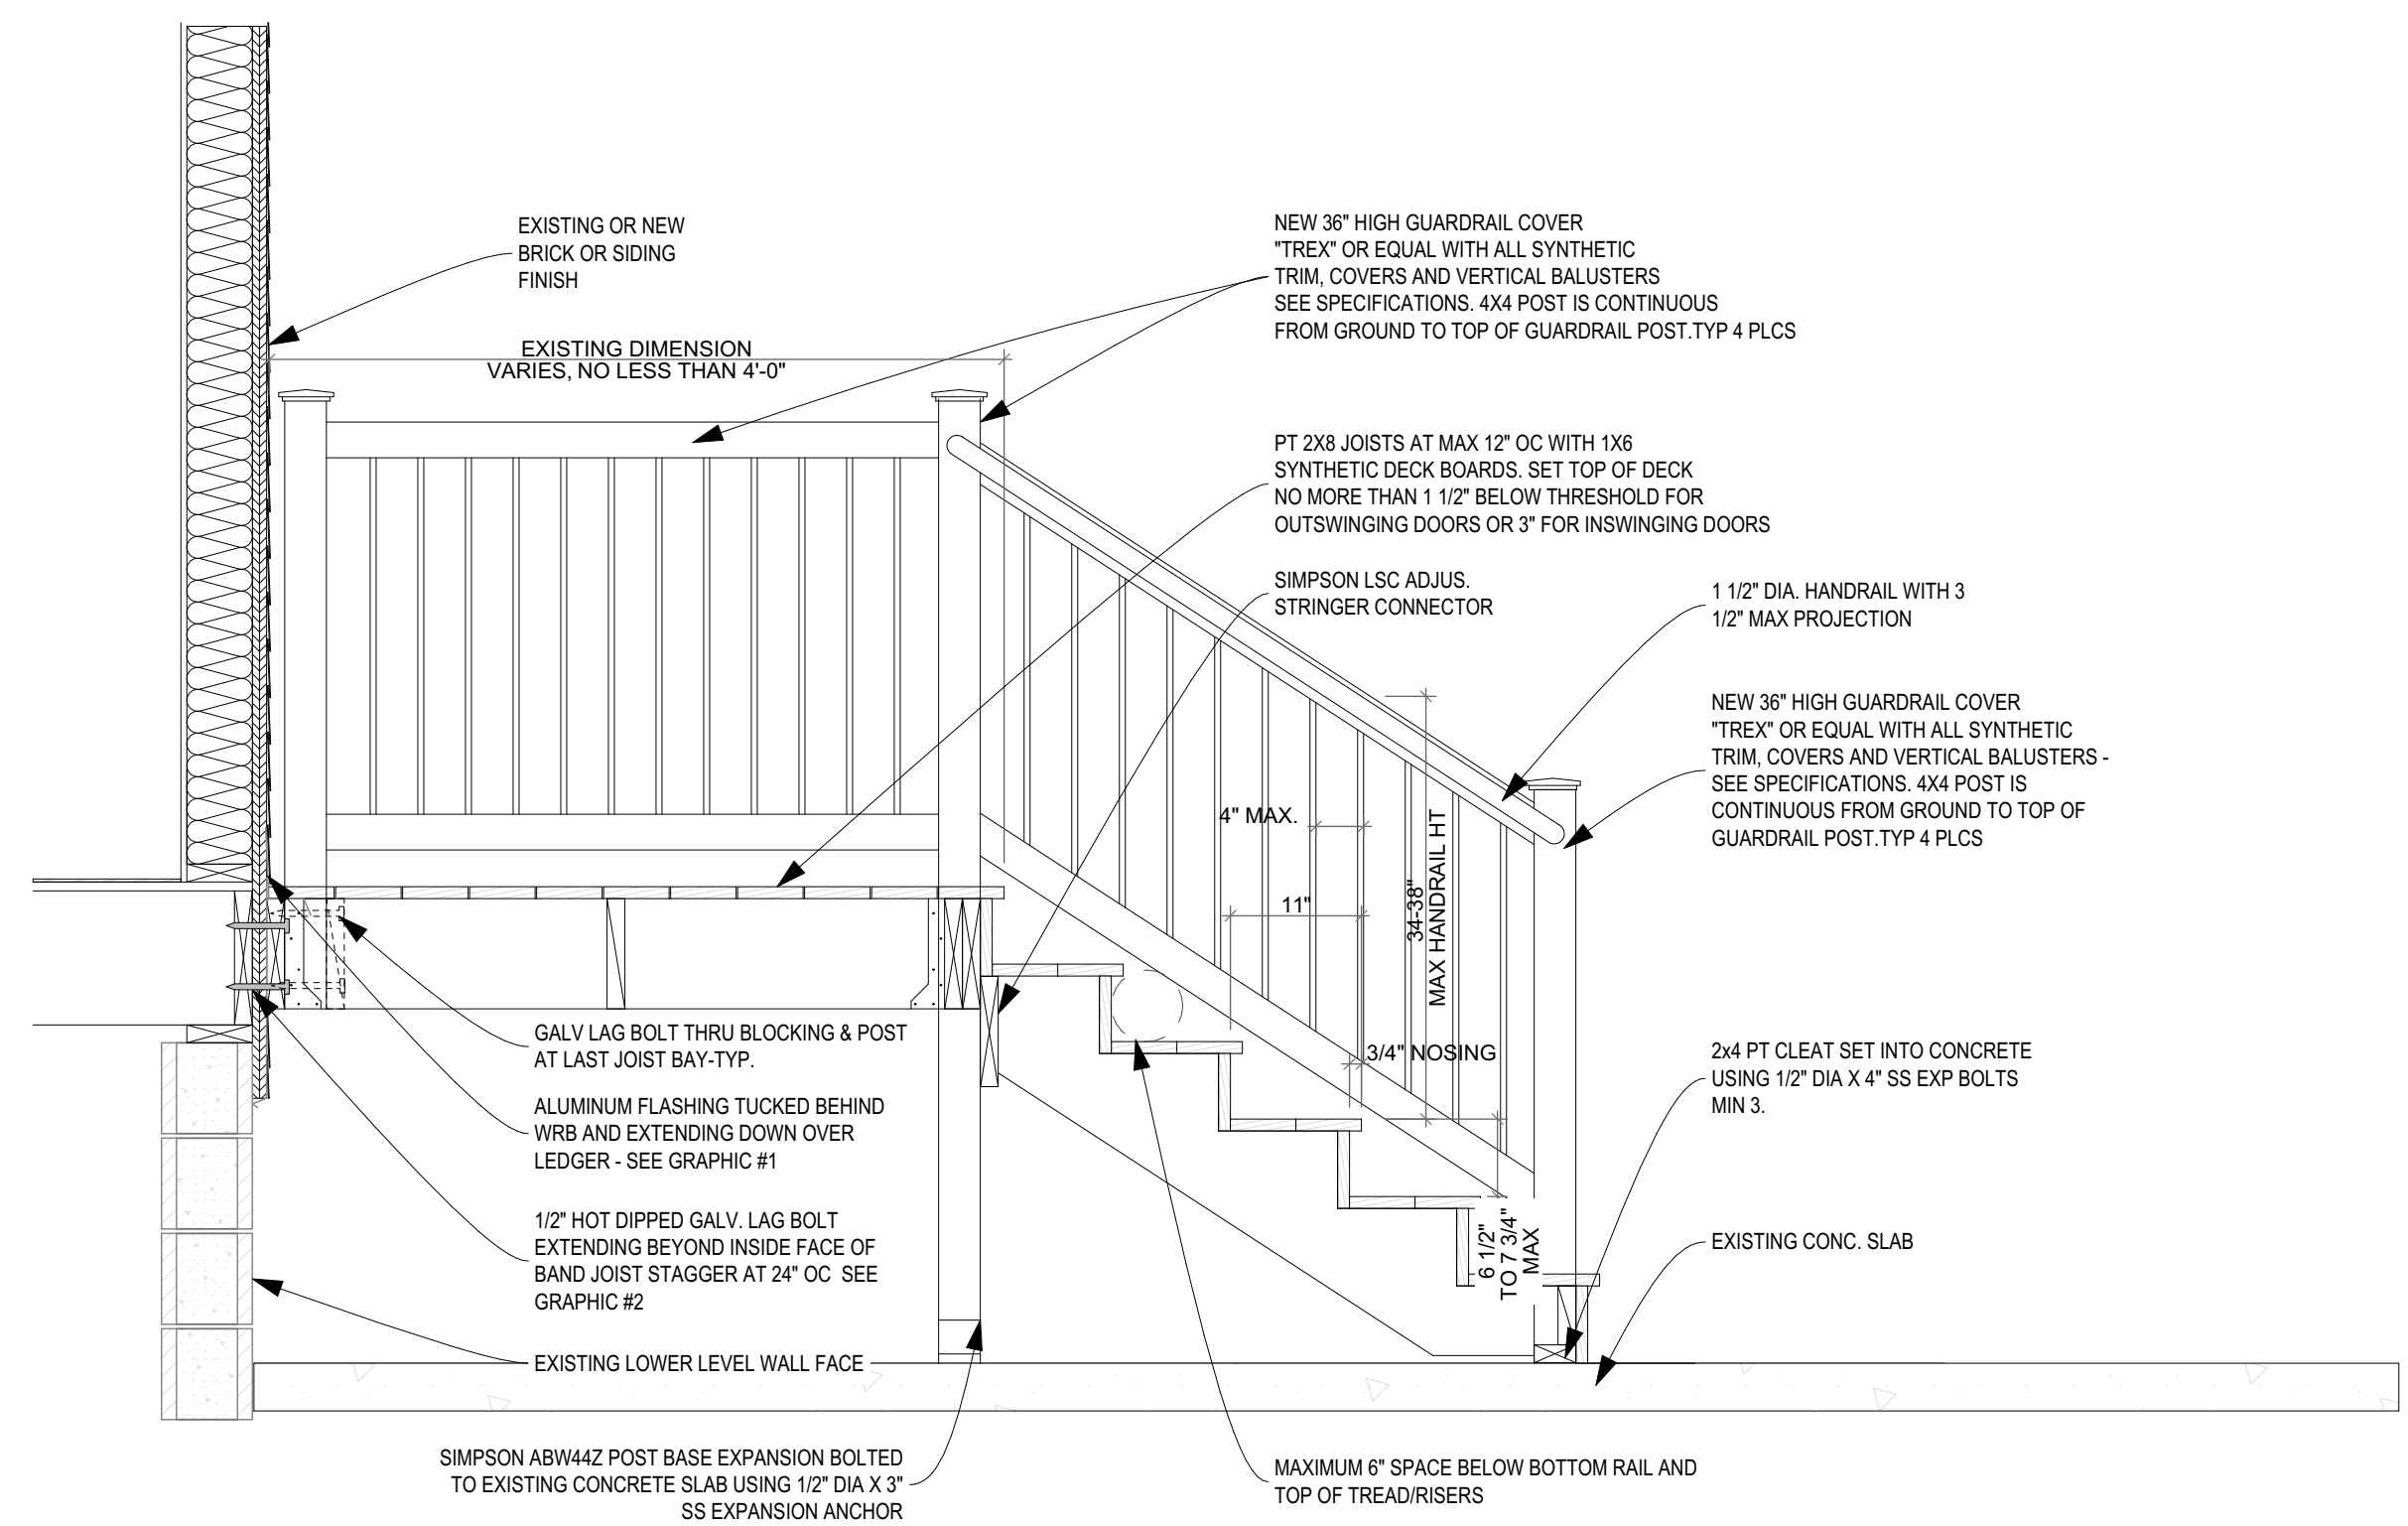 EXISTING OR NEW
BRICK OR SIDING
FINISH
NEW 36" HIGH GUARDRAIL COVER
"TREX" OR EQUAL WITH ALL SYNTHETIC
TRIM, COVERS AND VERTICAL BALUSTERS
SEE SPECIFICATIONS. 4X4 POST IS CONTINUOUS
FROM GROUND TO TOP OF GUARDRAIL POST.TYP 4 PLCS
EXISTING DIMENSION
VARIES, NO LESS THAN 4'-0"
PT 2X8 JOISTS AT MAX 12" OC WITH 1X6
SYNTHETIC DECK BOARDS. SET TOP OF DECK
NO MORE THAN 1 1/2" BELOW THRESHOLD FOR
OUTSWINGING DOORS OR 3" FOR INSWINGING DOORS
SIMPSON LSC ADJUS.
STRINGER CONNECTOR
1 1/2" DIA. HANDRAIL WITH 3
1/2" MAX PROJECTION
NEW 36" HIGH GUARDRAIL COVER
"TREX" OR EQUAL WITH ALL SYNTHETIC
TRIM, COVERS AND VERTICAL BALUSTERS -
SEE SPECIFICATIONS. 4X4 POST IS
CONTINUOUS FROM GROUND TO TOP OF
GUARDRAIL POST.TYP 4 PLCS
4" MAX.
11"
34-38"
MAX HANDRAIL HT
3/4" NOSING
6 1/2"
TO 7 3/4"
MAX
GALV LAG BOLT THRU BLOCKING & POST
AT LAST JOIST BAY-TYP.
ALUMINUM FLASHING TUCKED BEHIND
WRB AND EXTENDING DOWN OVER
LEDGER - SEE GRAPHIC #1
1/2" HOT DIPPED GALV. LAG BOLT
EXTENDING BEYOND INSIDE FACE OF
BAND JOIST STAGGER AT 24" OC SEE
GRAPHIC #2
EXISTING LOWER LEVEL WALL FACE
2x4 PT CLEAT SET INTO CONCRETE
USING 1/2" DIA X 4" SS EXP BOLTS
MIN 3.
EXISTING CONC. SLAB
SIMPSON ABW44Z POST BASE EXPANSION BOLTED
TO EXISTING CONCRETE SLAB USING 1/2" DIA X 3"
SS EXPANSION ANCHOR
MAXIMUM 6" SPACE BELOW BOTTOM RAIL AND
TOP OF TREAD/RISERS